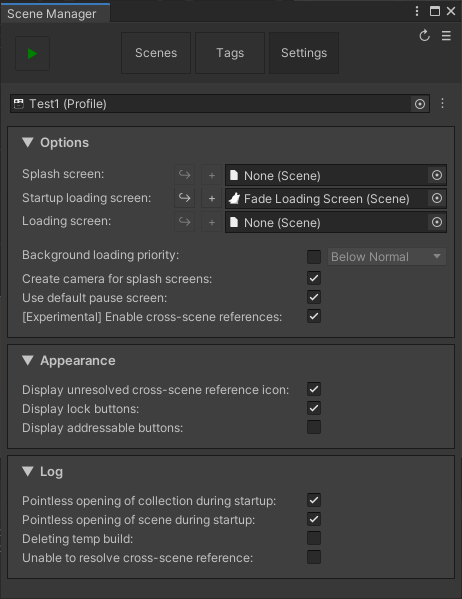 Scene Manager
Scenes Tags Settings
Test1 (Profile)
Options
Splash screen: + None (Scene)
Startup loading screen: + Fade Loading Screen (Scene)
Loading screen: + None (Scene)
Background loading priority: Below Normal
Create camera for splash screens:
Use default pause screen:
[Experimental] Enable cross-scene references:
Appearance
Display unresolved cross-scene reference icon:
Display lock buttons:
Display addressable buttons:
Log
Pointless opening of collection during startup:
Pointless opening of scene during startup:
Deleting temp build:
Unable to resolve cross-scene reference: